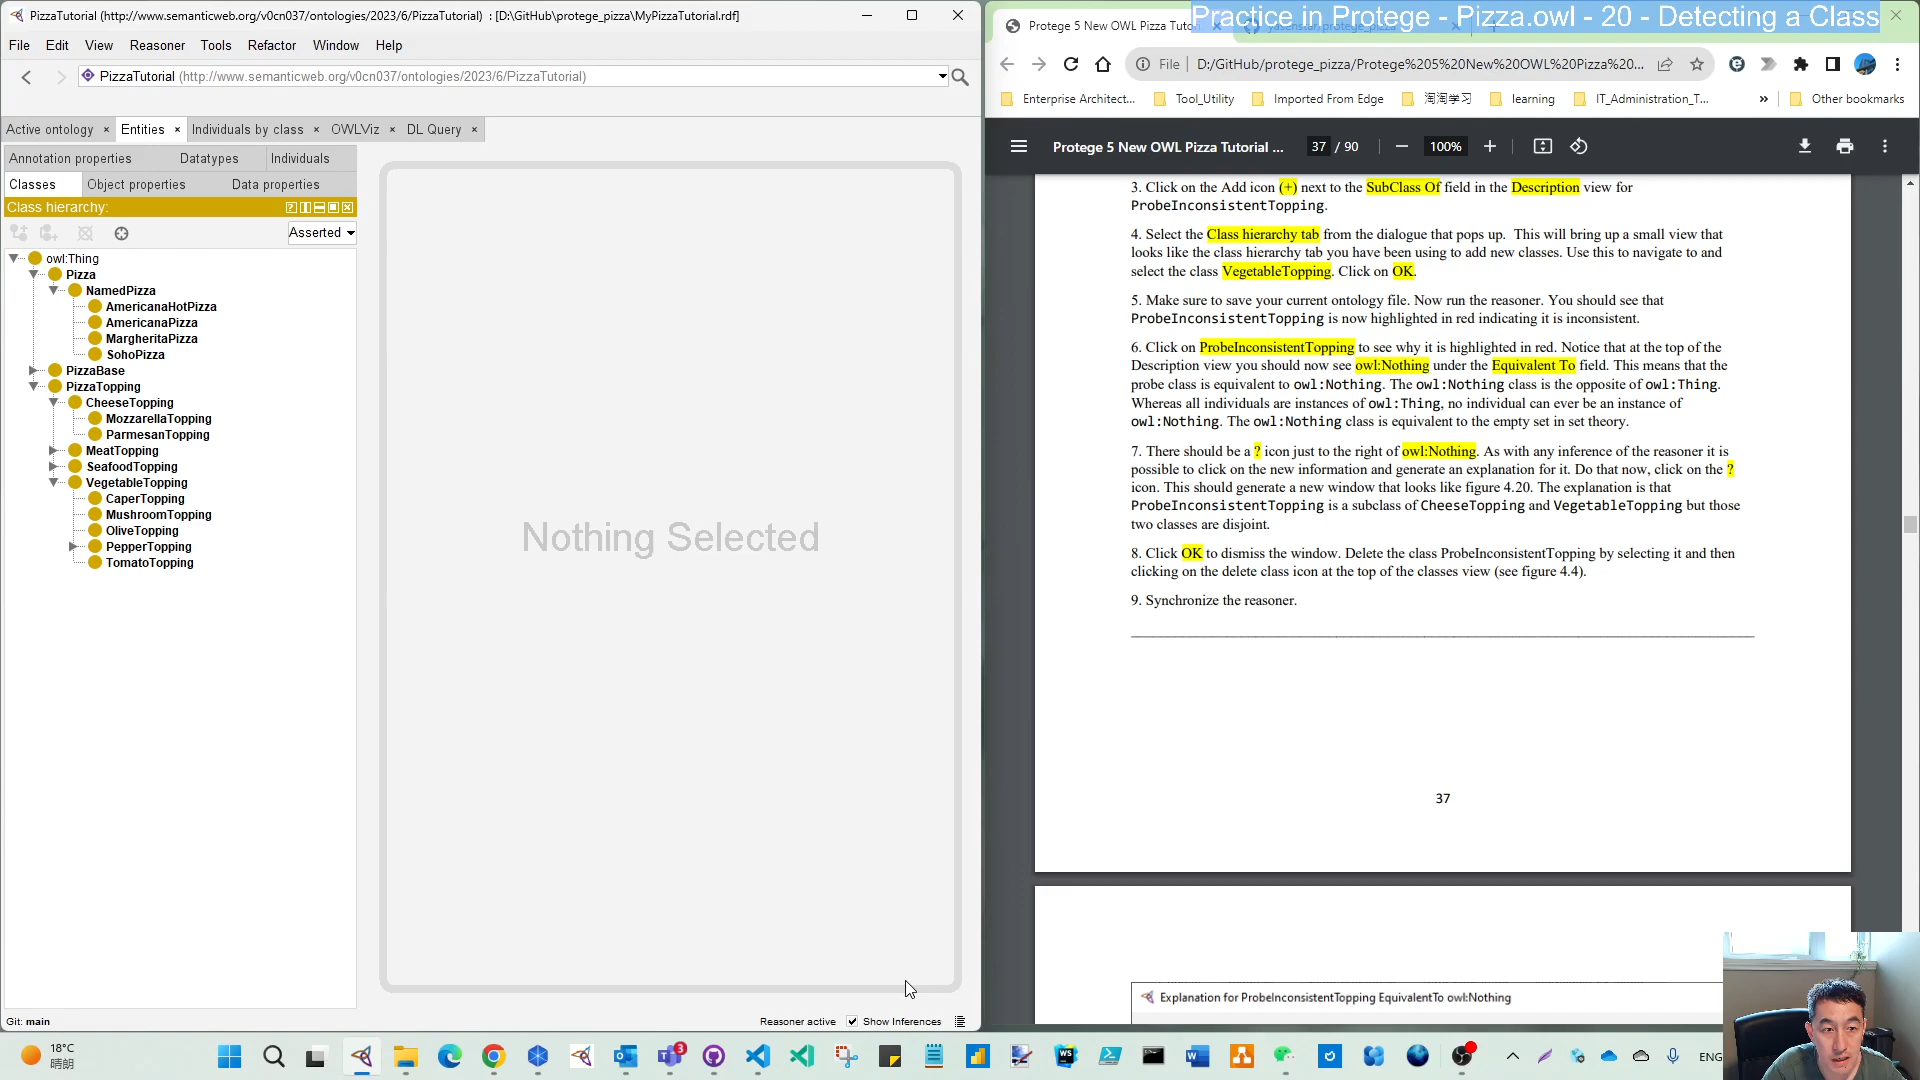 PizzaTutorial (http://www.semanticweb.org/v0cn037/ontologies/2023/6/PizzaTutorial) : [D:\GitHub\protege_pizza\MyPizzaTutorial.rdf]
File Edit View Reasoner Tools Refactor Window Help
PizzaTutorial (http://www.semanticweb.org/v0cn037/ontologies/2023/6/PizzaTutorial)
Active ontology × Entities × Individuals by class × OWLViz × DL Query ×
Annotation properties Datatypes Individuals
Classes Object properties Data properties
Class hierarchy:
Asserted
owl:Thing
Pizza
NamedPizza
AmericanaHotPizza
AmericanaPizza
MargheritaPizza
SohoPizza
PizzaBase
PizzaTopping
CheeseTopping
MozzarellaTopping
ParmesanTopping
MeatTopping
SeafoodTopping
VegetableTopping
CaperTopping
MushroomTopping
OliveTopping
PepperTopping
TomatoTopping
Nothing Selected
Git: main
Reasoner active Show Inferences
Practice in Protege - Pizza.owl - 20 - Detecting a Class
Protege 5 New OWL Pizza Tuto
File D:/GitHub/protege_pizza/Protege%205%20New%20OWL%20Pizza%20...
Enterprise Architect... Tool_Utility Imported From Edge 淘淘学习 learning IT_Administration_T... » Other bookmarks
Protege 5 New OWL Pizza Tutorial ... 37 / 90 100%
3. Click on the Add icon (+) next to the SubClass Of field in the Description view for
ProbeInconsistentTopping.
4. Select the Class hierarchy tab from the dialogue that pops up. This will bring up a small view that
looks like the class hierarchy tab you have been using to add new classes. Use this to navigate to and
select the class VegetableTopping. Click on OK.
5. Make sure to save your current ontology file. Now run the reasoner. You should see that
ProbeInconsistentTopping is now highlighted in red indicating it is inconsistent.
6. Click on ProbeInconsistentTopping to see why it is highlighted in red. Notice that at the top of the
Description view you should now see owl:Nothing under the Equivalent To field. This means that the
probe class is equivalent to owl:Nothing. The owl:Nothing class is the opposite of owl:Thing.
Whereas all individuals are instances of owl:Thing, no individual can ever be an instance of
owl:Nothing. The owl:Nothing class is equivalent to the empty set in set theory.
7. There should be a ? icon just to the right of owl:Nothing. As with any inference of the reasoner it is
possible to click on the new information and generate an explanation for it. Do that now, click on the ?
icon. This should generate a new window that looks like figure 4.20. The explanation is that
ProbeInconsistentTopping is a subclass of CheeseTopping and VegetableTopping but those
two classes are disjoint.
8. Click OK to dismiss the window. Delete the class ProbeInconsistentTopping by selecting it and then
clicking on the delete class icon at the top of the classes view (see figure 4.4).
9. Synchronize the reasoner.
37
Explanation for ProbeInconsistentTopping EquivalentTo owl:Nothing
18°C
晴朗
3
WS
ENG